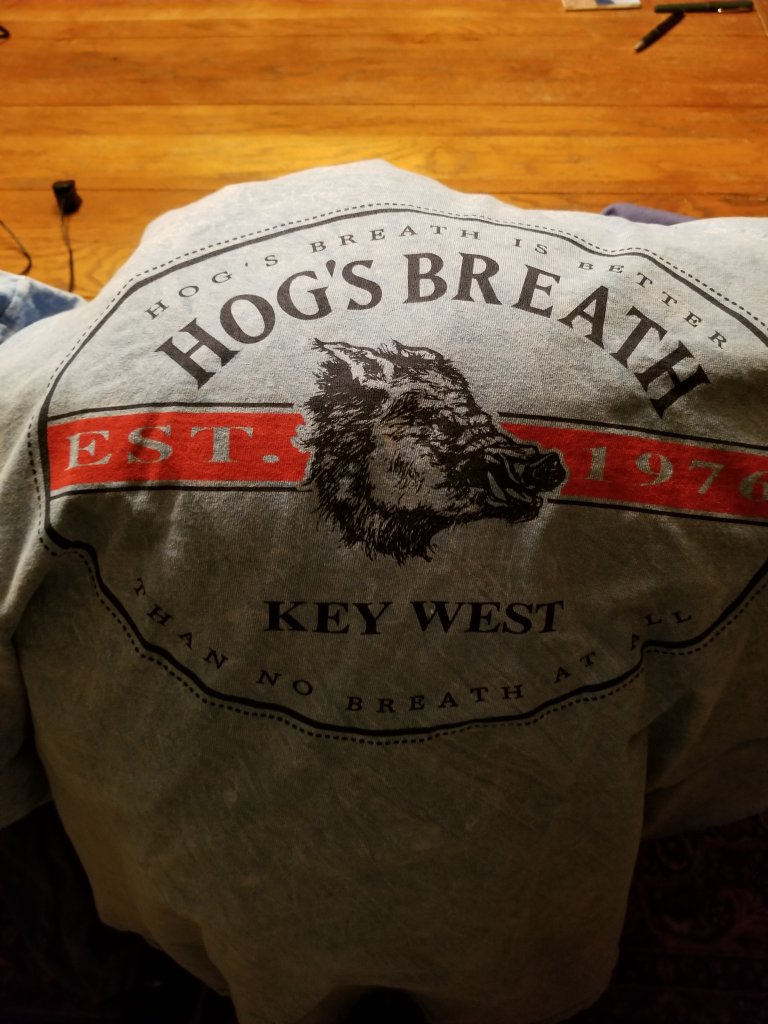 HOG'S BREATH IS BETTER
HOG'S BREATH
EST. 1976
KEY WEST
THAN NO BREATH AT ALL